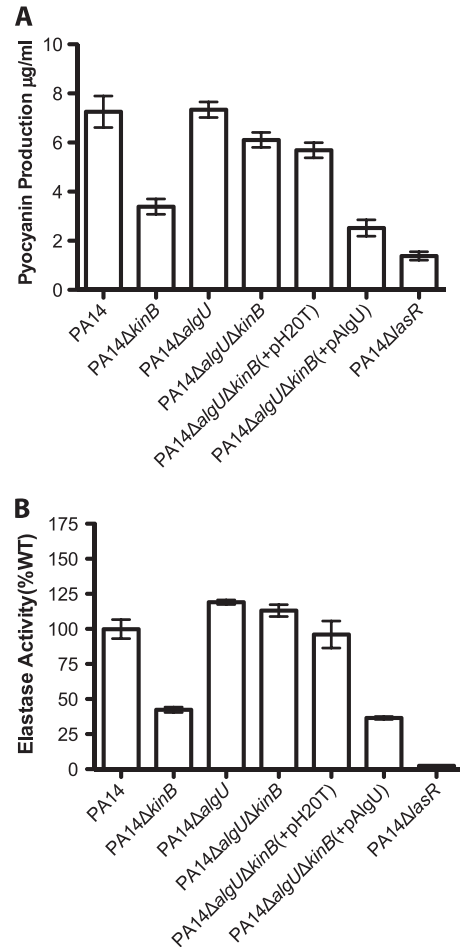 A
Pyocyanin Production µg/ml
10
8
6
4
2
0
PA14
PA14ΔkinB
PA14ΔalgU
PA14ΔalgUΔkinB
PA14ΔalgUΔkinB(+pH20T)
PA14ΔalgUΔkinB(+pAlgU)
PA14ΔlasR
B
Elastase Activity(%WT)
175
150
125
100
75
50
25
0
PA14
PA14ΔkinB
PA14ΔalgU
PA14ΔalgUΔkinB
PA14ΔalgUΔkinB(+pH20T)
PA14ΔalgUΔkinB(+pAlgU)
PA14ΔlasR